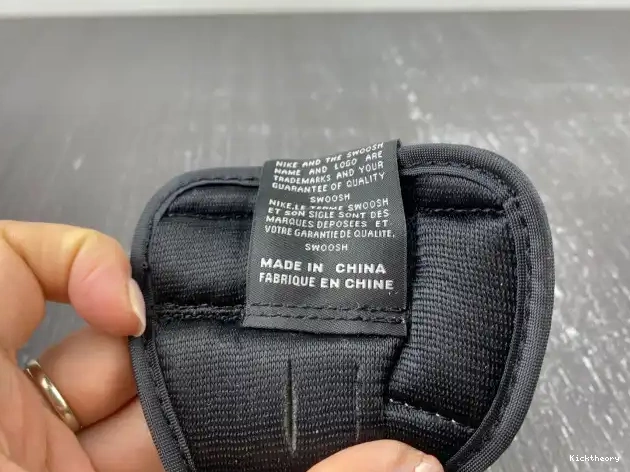 NIKE AND THE SWOOSH
NAME AND LOGO ARE
TRADEMARKS AND YOUR
GUARANTEE OF QUALITY
SWOOSH
NIKE,LE TERME SWOOSH
ET SON SIGLE SONT DES
MARQUES DEPOSEES ET
VOTRE GARANTIE DE QUALITE,
SWOOSH
MADE IN CHINA
FABRIQUE EN CHINE
Kicktheory